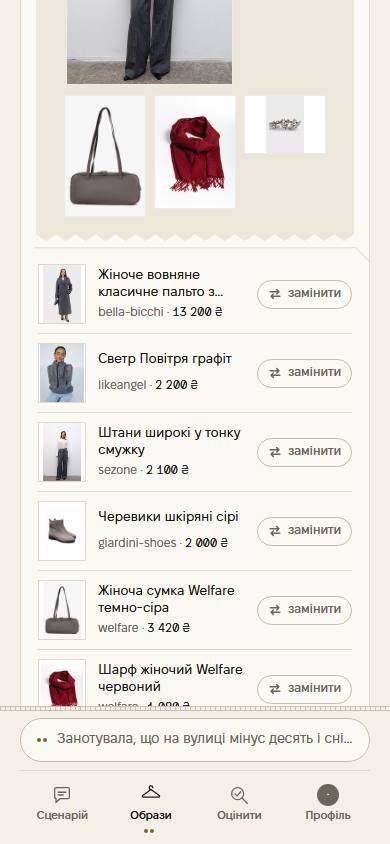 Жіноче вовняне
класичне пальто з...
bella-bicchi · 13 200 ₴
замінити
Светр Повітря графіт
likeangel · 2 200 ₴
замінити
Штани широкі у тонку
смужку
sezone · 2 100 ₴
замінити
Черевики шкіряні сірі
giardini-shoes · 2 000 ₴
замінити
Жіноча сумка Welfare
темно-сіра
welfare · 3 420 ₴
замінити
Шарф жіночий Welfare
червоний
welfare ·
замінити
Занотувала, що на вулиці мінус десять і сні...
Сценарій
Образи
Оцінити
Профіль